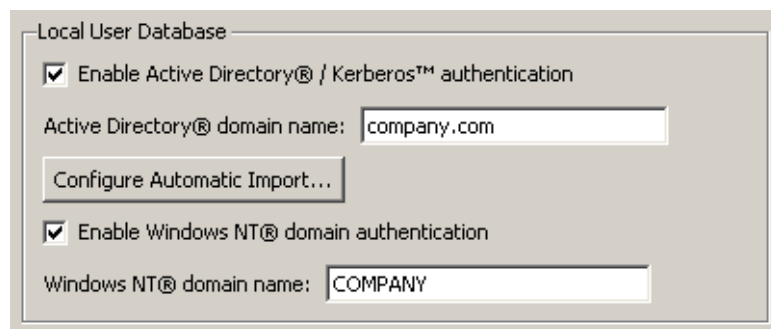 Local User Database
Enable Active Directory® / Kerberos™ authentication
Active Directory® domain name: company.com
Configure Automatic Import...
Enable Windows NT® domain authentication
Windows NT® domain name: COMPANY